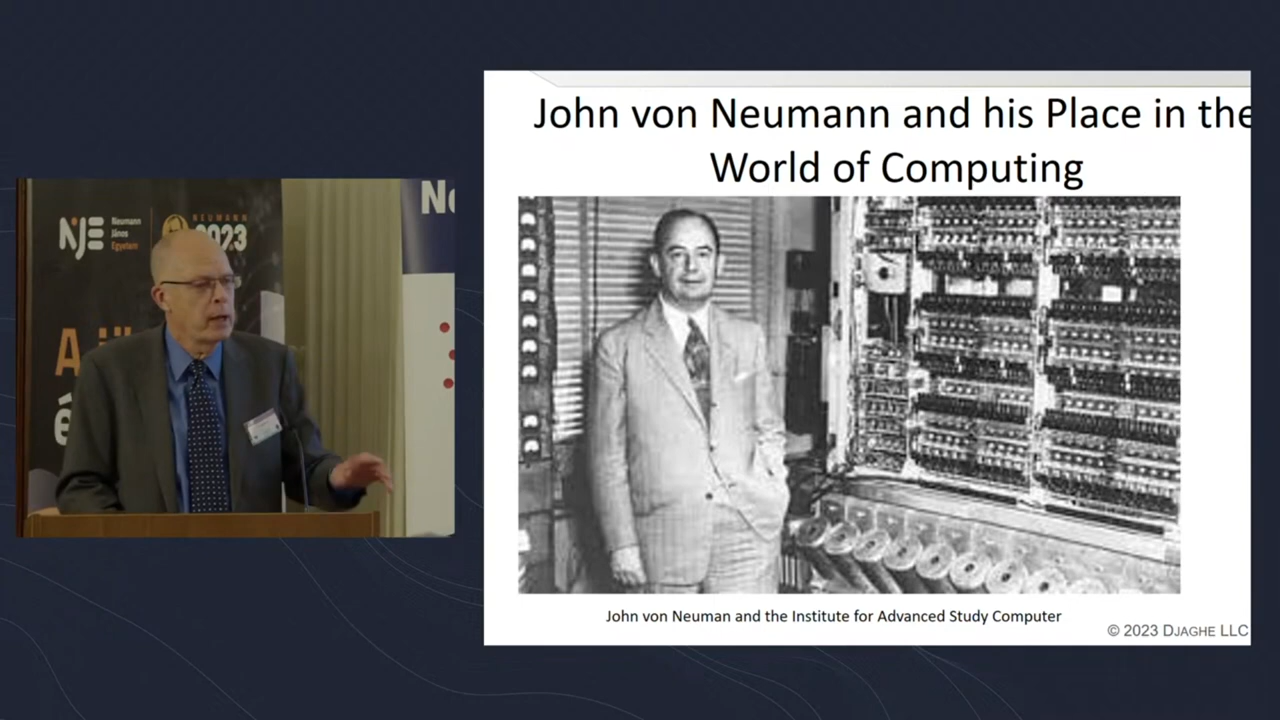 John von Neumann and his Place in the
World of Computing
John von Neuman and the Institute for Advanced Study Computer
© 2023 DJAGHE LLC
NJE
Neumann
János
Egyetem
NEUMANN
2023